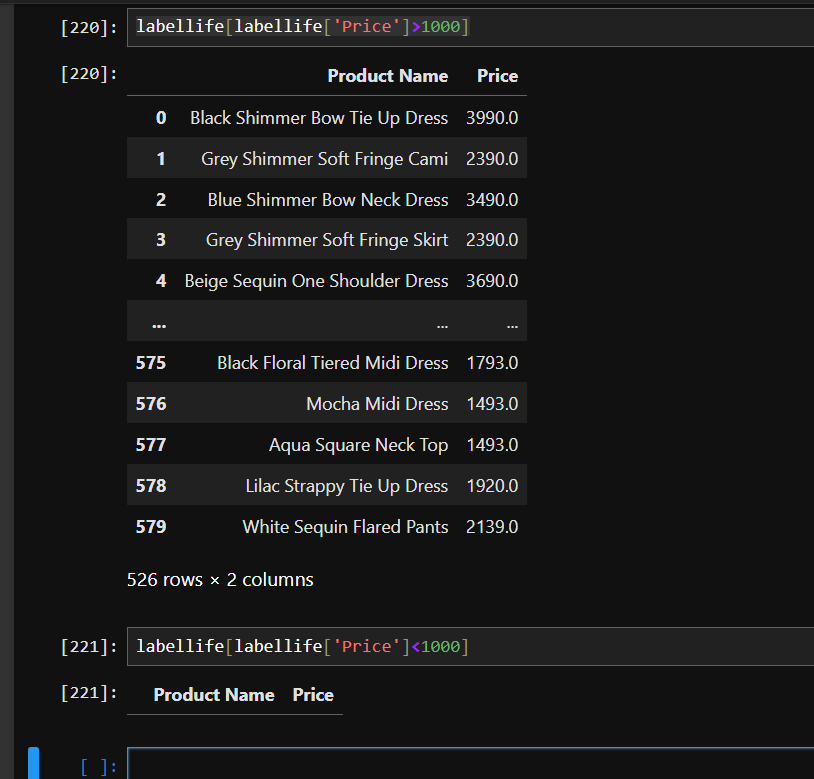 [220]: labellife[labellife['Price']>1000]
[220]:
Product Name Price
0 Black Shimmer Bow Tie Up Dress 3990.0
1 Grey Shimmer Soft Fringe Cami 2390.0
2 Blue Shimmer Bow Neck Dress 3490.0
3 Grey Shimmer Soft Fringe Skirt 2390.0
4 Beige Sequin One Shoulder Dress 3690.0
... ... ...
575 Black Floral Tiered Midi Dress 1793.0
576 Mocha Midi Dress 1493.0
577 Aqua Square Neck Top 1493.0
578 Lilac Strappy Tie Up Dress 1920.0
579 White Sequin Flared Pants 2139.0
526 rows × 2 columns
[221]: labellife[labellife['Price']<1000]
[221]: Product Name Price
[ ]: